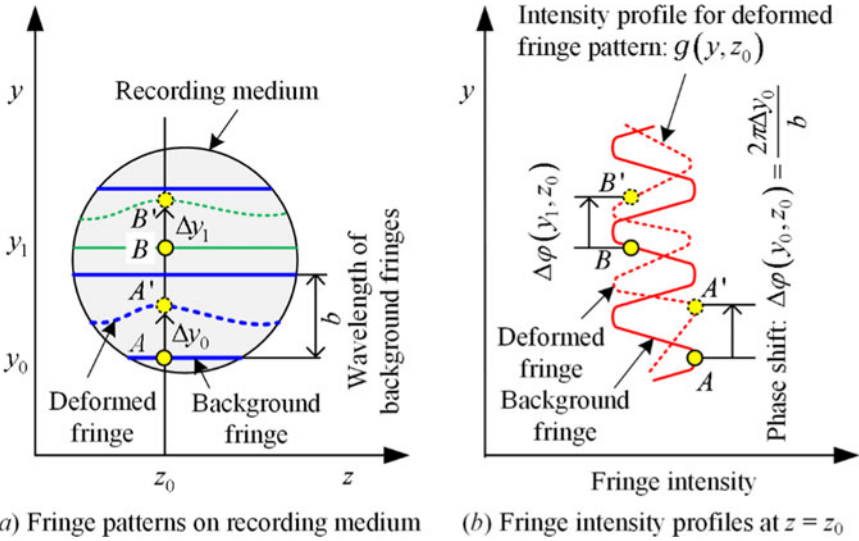 y
Recording medium
B'
Δy₁
y₁
B
A'
Δy₀
b
Wavelength of
background fringes
y₀
A
Deformed
fringe
Background
fringe
z₀
z
a) Fringe patterns on recording medium
Intensity profile for deformed
fringe pattern: g(y, z₀)
y
Δφ(y₁, z₀)
B'
B
A'
Phase shift: Δφ(y₀, z₀) = 2πΔy₀/b
Deformed
fringe
Background
fringe
A
Fringe intensity
(b) Fringe intensity profiles at z = z₀